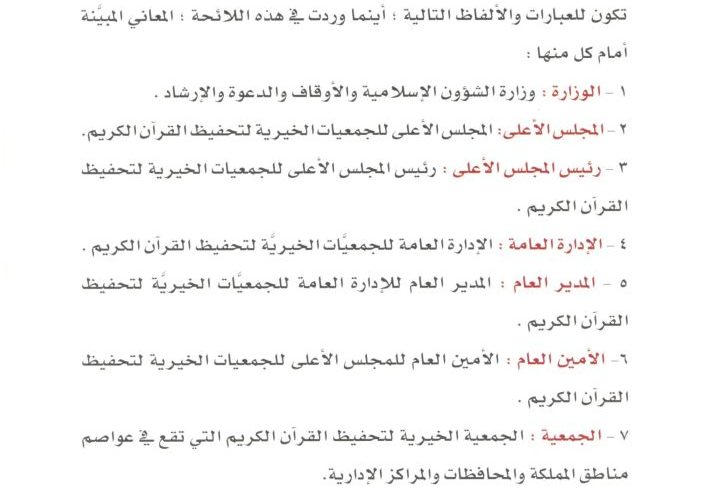 تكون للعبارات والألفاظ التالية ؛ أينما وردت في هذه اللائحة ؛ المعاني المبيَّنة
أمام كل منها :
١ - الوزارة : وزارة الشؤون الإسلامية والأوقاف والدعوة والإرشاد .
٢- المجلس الأعلى: المجلس الأعلى للجمعيات الخيرية لتحفيظ القرآن الكريم.
٣ - رئيس المجلس الأعلى : رئيس المجلس الأعلى للجمعيات الخيرية لتحفيظ
القرآن الكريم .
٤ - الإدارة العامة : الإدارة العامة للجمعيَّات الخيريَّة لتحفيظ القرآن الكريم .
٥ - المدير العام : المدير العام للإدارة العامة للجمعيَّات الخيريَّة لتحفيظ
القرآن الكريم .
٦- الأمين العام : الأمين العام للمجلس الأعلى للجمعيات الخيرية لتحفيظ
القرآن الكريم .
٧ - الجمعية : الجمعية الخيرية لتحفيظ القرآن الكريم التي تقع في عواصم
مناطق المملكة والمحافظات والمراكز الإدارية.